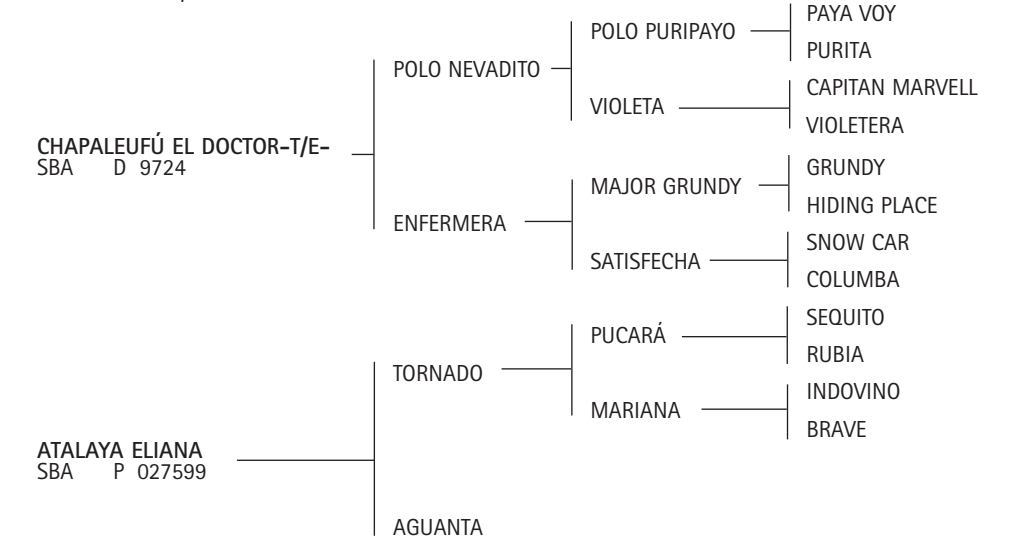 PAYA VOY
POLO PURIPAYO
PURITA
POLO NEVADITO
CAPITAN MARVELL
VIOLETA
VIOLETERA
CHAPALEUFÚ EL DOCTOR-T/E-
SBA D 9724
GRUNDY
MAJOR GRUNDY
HIDING PLACE
ENFERMERA
SNOW CAR
SATISFECHA
COLUMBA
SEQUITO
PUCARÁ
RUBIA
TORNADO
INDOVINO
MARIANA
BRAVE
ATALAYA ELIANA
SBA P 027599
AGUANTA